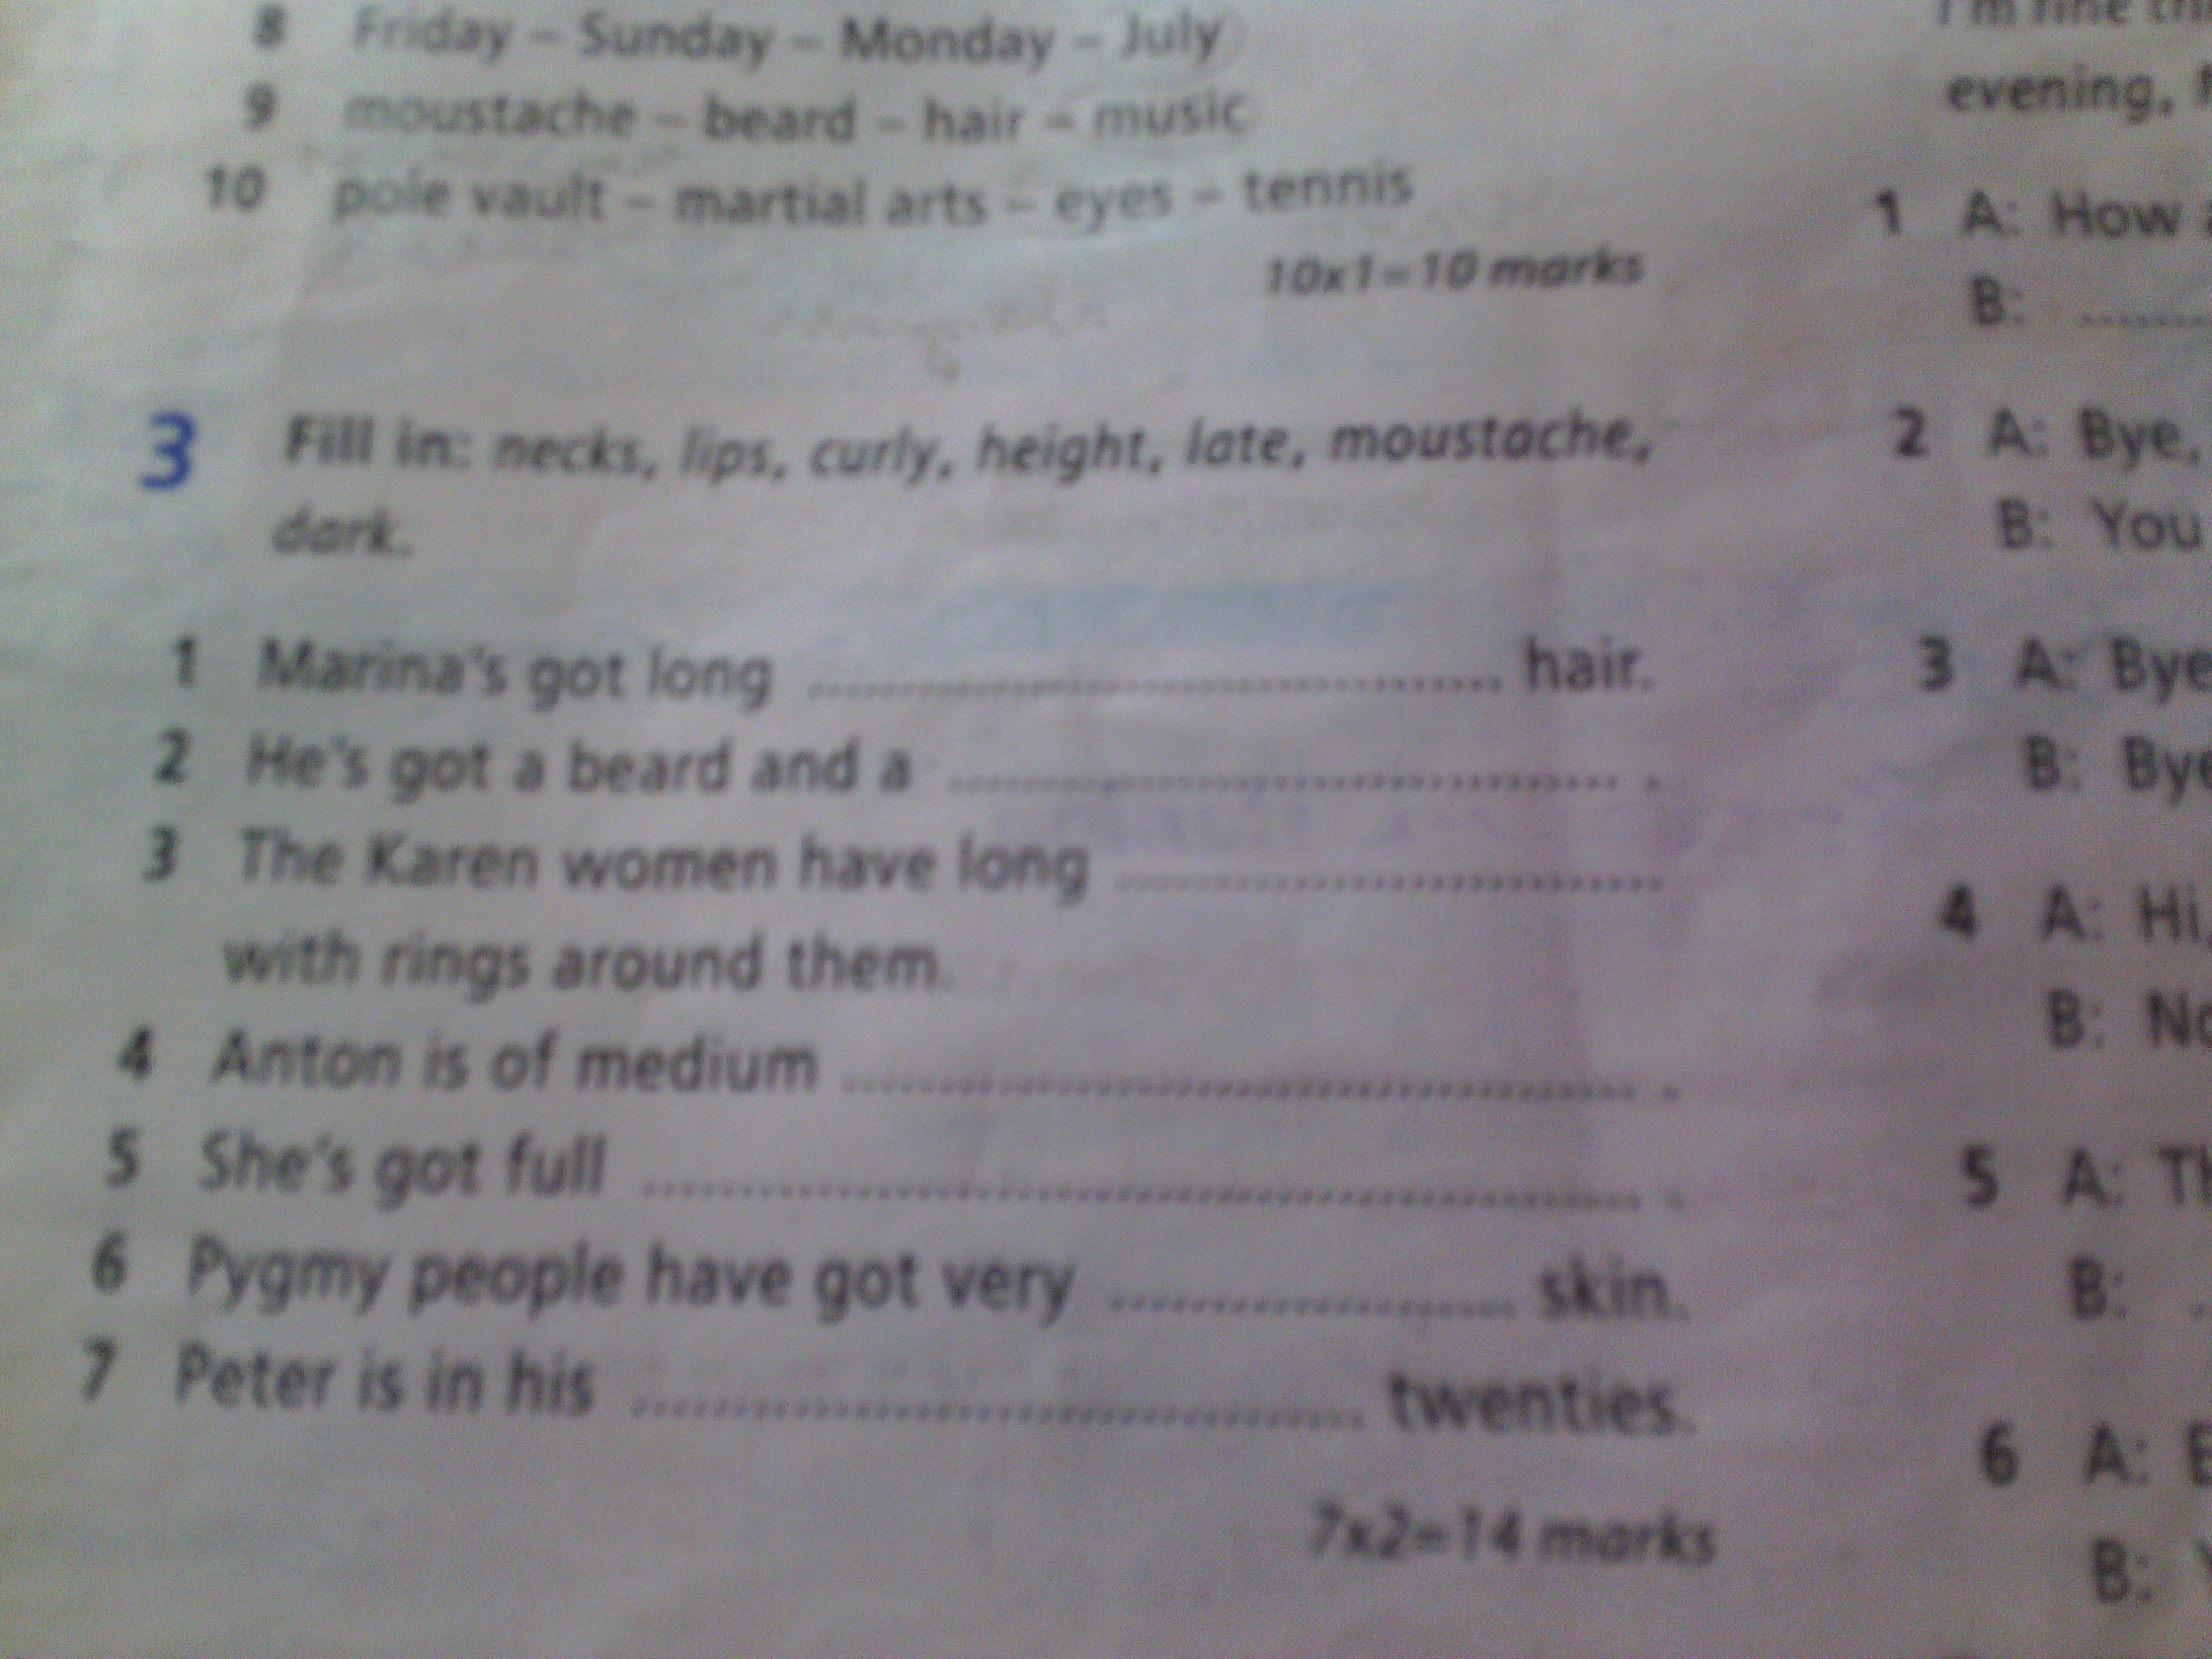 8 Friday – Sunday – Monday – July
9 moustache – beard – hair – music
10 pole vault – martial arts – eyes – tennis
10x1=10 marks
3 Fill in: necks, lips, curly, height, late, moustache,
dark.
1 Marina's got long ........................................ hair.
2 He's got a beard and a ........................................ .
3 The Karen women have long ................................
with rings around them.
4 Anton is of medium ............................................... .
5 She's got full .......................................................... .
6 Pygmy people have got very ........................ skin.
7 Peter is in his ........................................... twenties.
7x2=14 marks
I'm fine
evening,
1 A: How
B: ........
2 A: Bye,
B: You
3 A: Bye
B: Bye
4 A: Hi,
B:
5 A:
B:
6 A:
B: